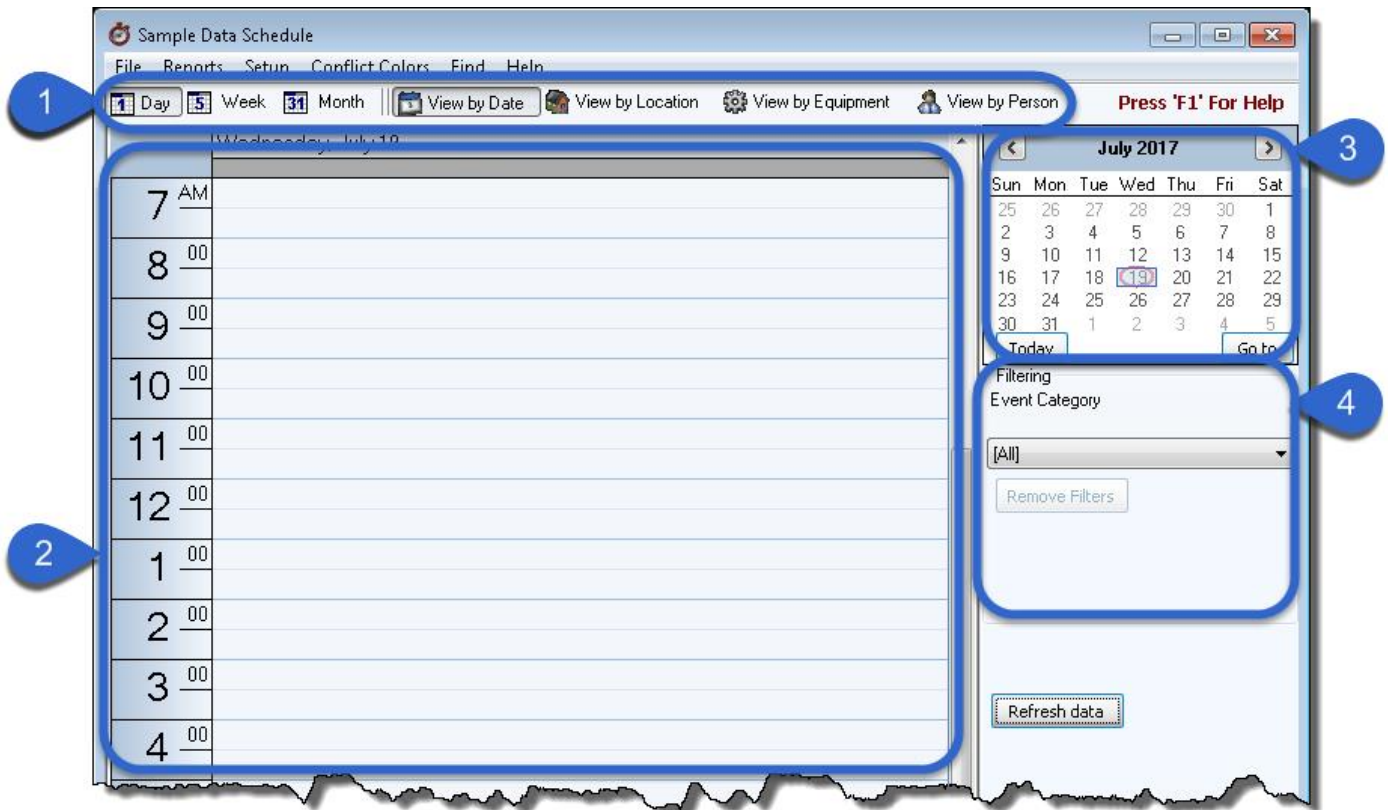 Sample Data Schedule
File Reports Setup Conflict Colors Find Help
1 Day 5 Week 31 Month View by Date View by Location View by Equipment View by Person Press 'F1' For Help
1
Wednesday, July 19
July 2017
3
Sun Mon Tue Wed Thu Fri Sat
25 26 27 28 29 30 1
2 3 4 5 6 7 8
9 10 11 12 13 14 15
16 17 18 19 20 21 22
23 24 25 26 27 28 29
30 31 1 2 3 4 5
Today Go to
Filtering
Event Category
4
[All]
Remove Filters
Refresh data
7 AM
8 00
9 00
10 00
11 00
12 00
2
1 00
2 00
3 00
4 00